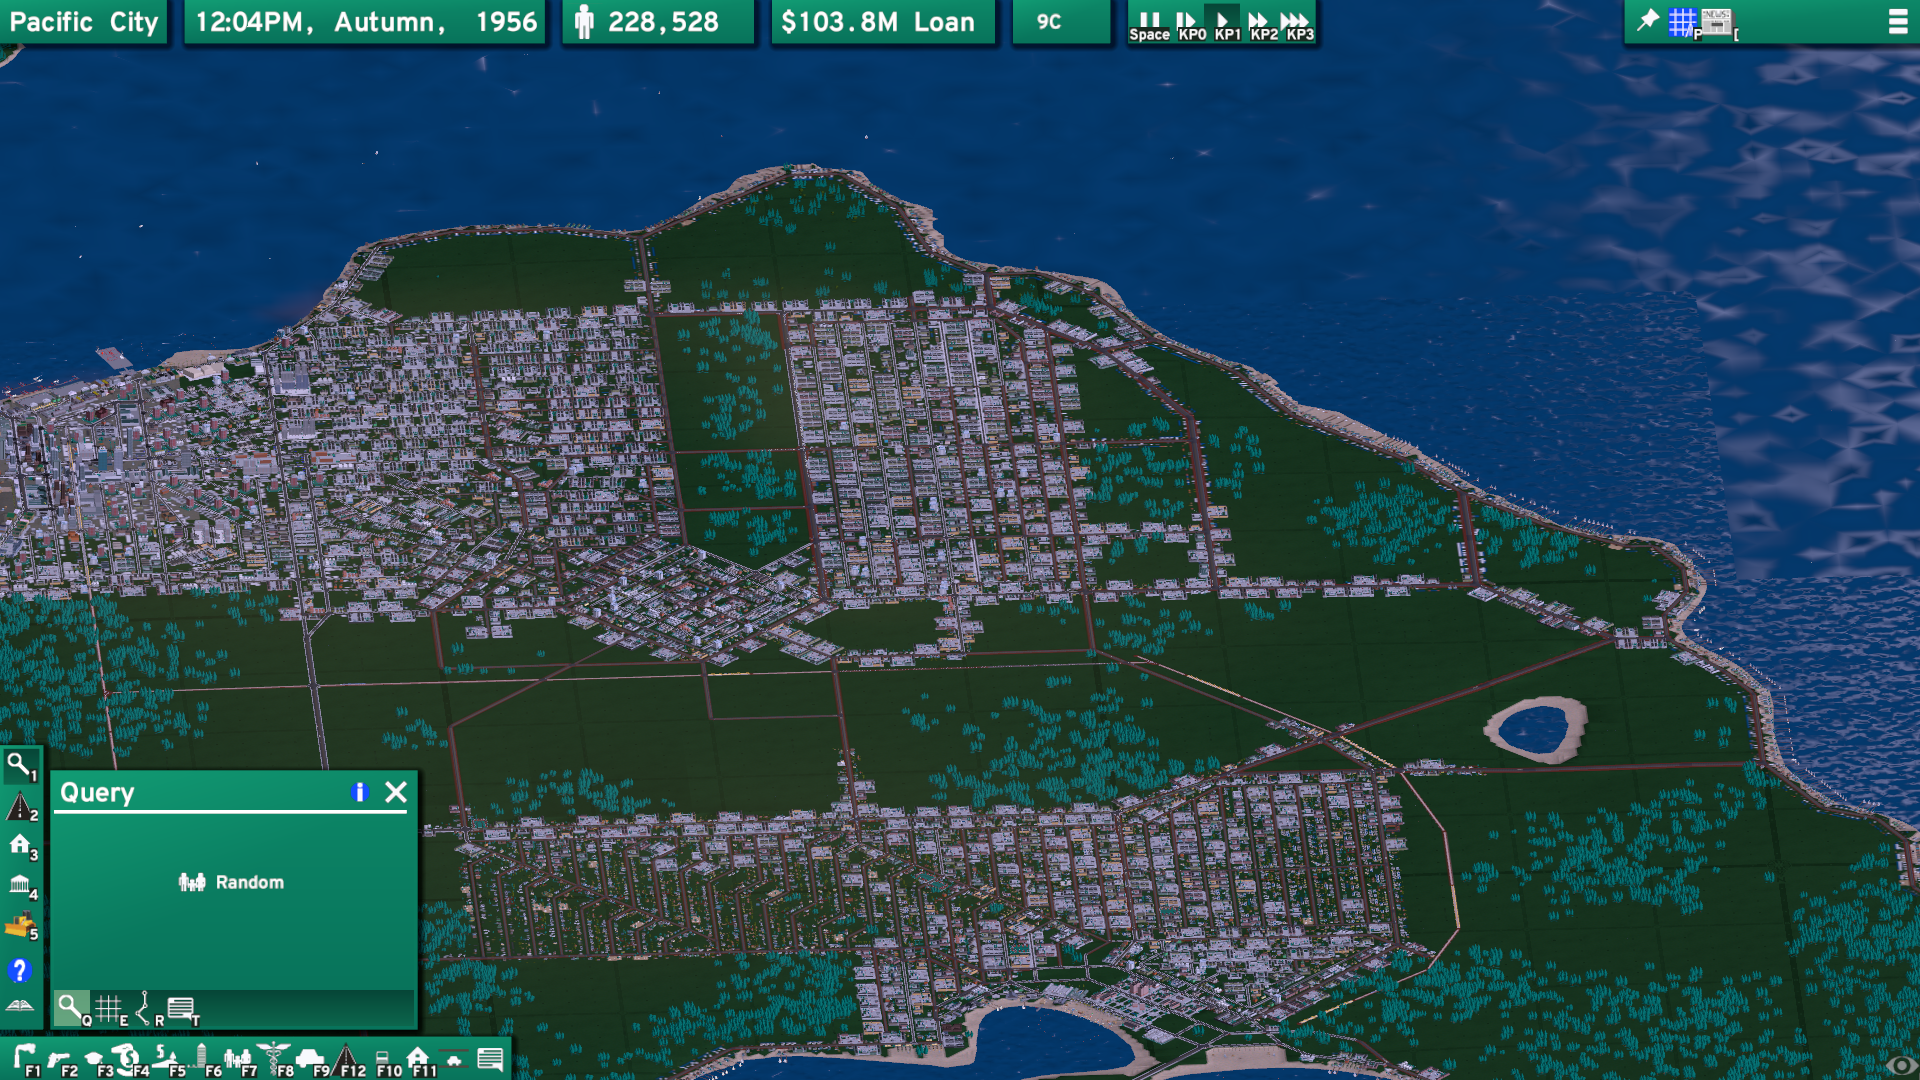 Pacific City
12:04PM, Autumn, 1956
228,528
$103.8M Loan
9C
Space KP0 KP1 KP2 KP3
P NEWS [
1
2
3
4
5
?
Query i
Random
Q E R T
F1 F2 F3 F4 F5 F6 F7 F8 F9 F12 F10 F11